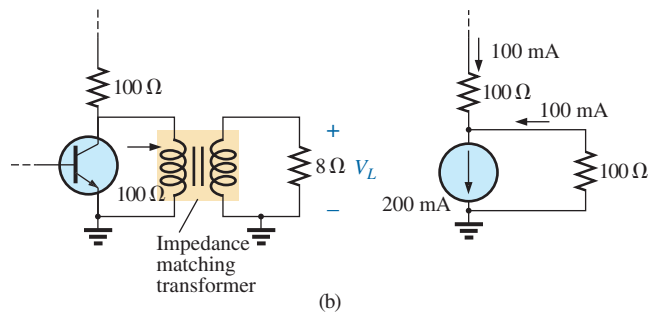 100 Ω
100 Ω
+
8 Ω V_L
–
Impedance
matching
transformer
100 mA
100 Ω
100 mA
100 Ω
200 mA
(b)